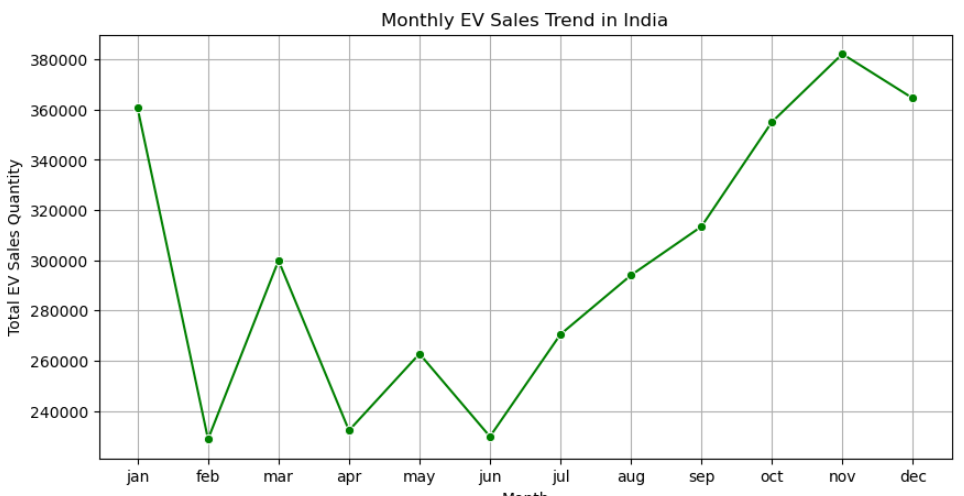 Monthly EV Sales Trend in India
Total EV Sales Quantity
380000
360000
340000
320000
300000
280000
260000
240000
jan feb mar apr may jun jul aug sep oct nov dec
Month